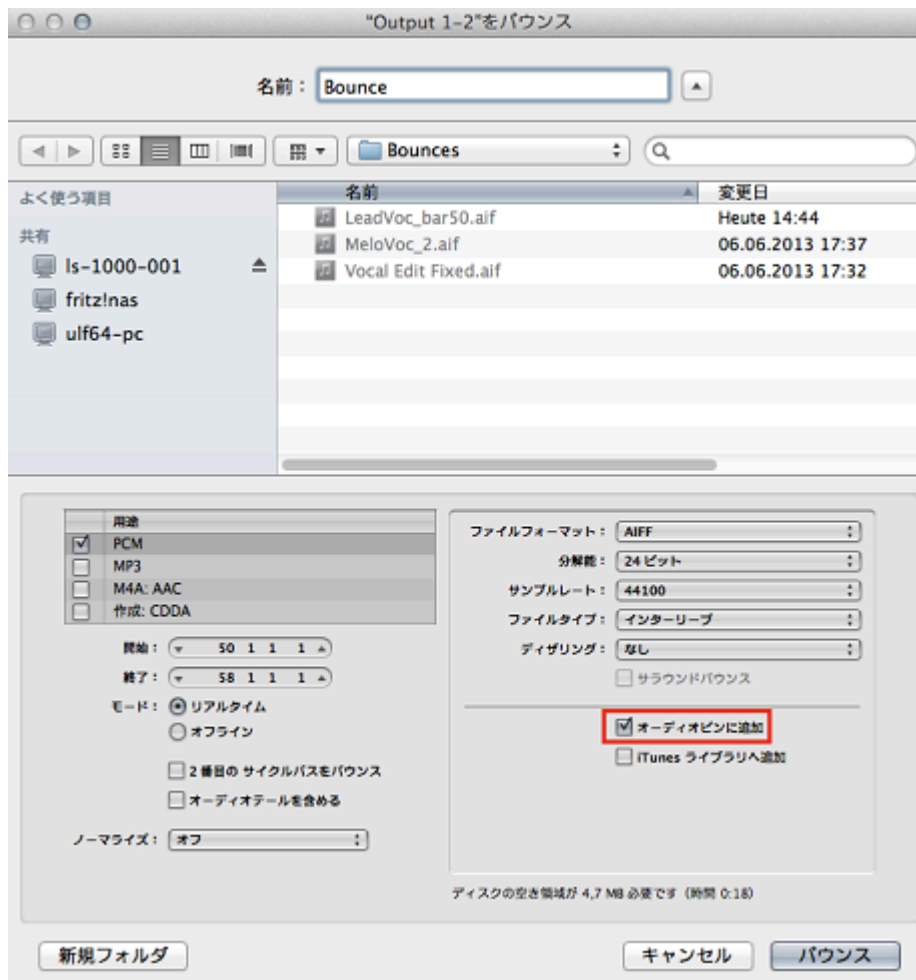 "Output 1-2"をバウンス
名前： Bounce
Bounces
よく使う項目
共有
ls-1000-001
fritz!nas
ulf64-pc
名前 変更日
LeadVoc_bar50.aif Heute 14:44
MeloVoc_2.aif 06.06.2013 17:37
Vocal Edit Fixed.aif 06.06.2013 17:32
用途
PCM
MP3
M4A: AAC
作成: CDDA
開始： 50 1 1 1
終了： 58 1 1 1
モード： リアルタイム
オフライン
2 番目の サイクルパスをバウンス
オーディオテールを含める
ノーマライズ： オフ
ファイルフォーマット： AIFF
分解能： 24 ビット
サンプルレート： 44100
ファイルタイプ： インターリーブ
ディザリング： なし
サラウンドバウンス
オーディオビンに追加
iTunes ライブラリへ追加
ディスクの空き領域が 4,7 MB 必要です（時間 0:18）
新規フォルダ キャンセル バウンス